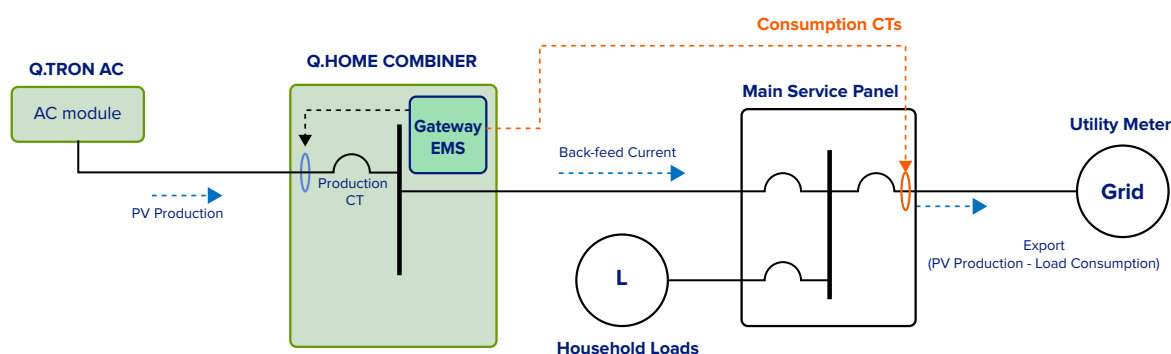 Consumption CTs
Q.TRON AC
Q.HOME COMBINER
Main Service Panel
AC module
Gateway
EMS
Utility Meter
Back-feed Current
Production
CT
Grid
PV Production
Export
(PV Production - Load Consumption)
L
Household Loads